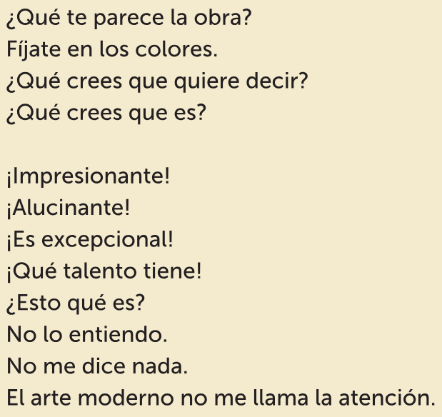 ¿Qué te parece la obra?
Fíjate en los colores.
¿Qué crees que quiere decir?
¿Qué crees que es?
¡Impresionante!
¡Alucinante!
¡Es excepcional!
¡Qué talento tiene!
¿Esto qué es?
No lo entiendo.
No me dice nada.
El arte moderno no me llama la atención.